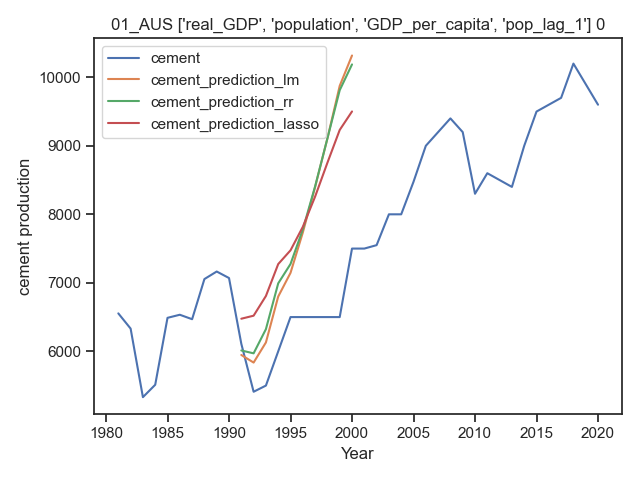 01_AUS ['real_GDP', 'population', 'GDP_per_capita', 'pop_lag_1'] 0
cement
cement_prediction_lm
cement_prediction_rr
cement_prediction_lasso
10000
9000
8000
7000
6000
cement production
1980 1985 1990 1995 2000 2005 2010 2015 2020
Year